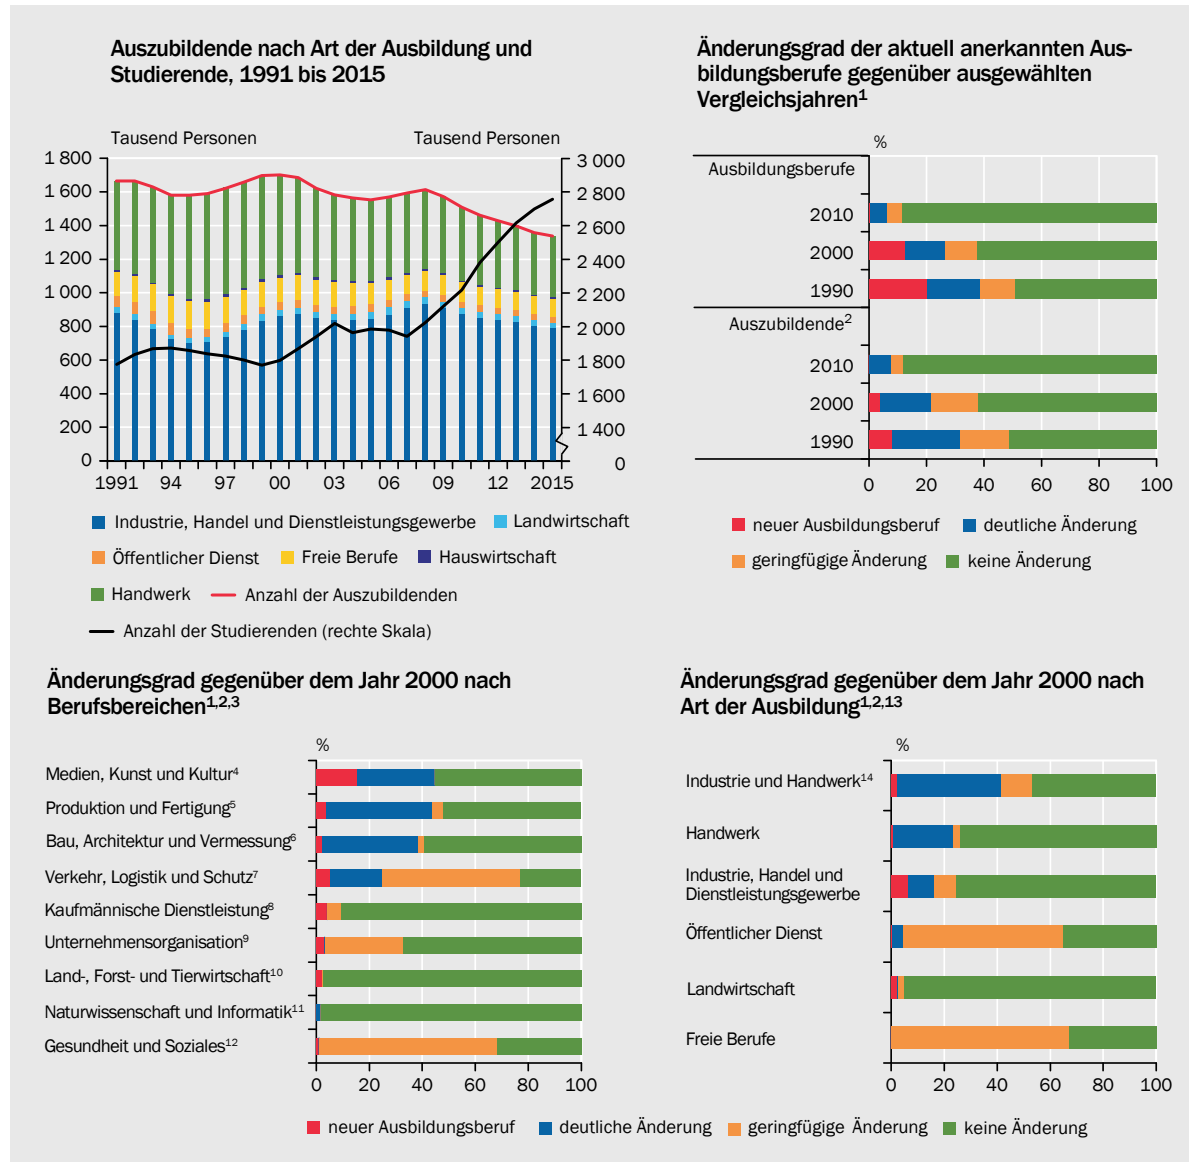 Auszubildende nach Art der Ausbildung und
Studierende, 1991 bis 2015
Tausend Personen
Tausend Personen
1 800
1 600
1 400
1 200
1 000
800
600
400
200
0
3 000
2 800
2 600
2 400
2 200
2 000
1 800
1 600
1 400
0
1991 94 97 00 03 06 09 12 2015
Industrie, Handel und Dienstleistungsgewerbe Landwirtschaft
Öffentlicher Dienst Freie Berufe Hauswirtschaft
Handwerk Anzahl der Auszubildenden
Anzahl der Studierenden (rechte Skala)
Änderungsgrad der aktuell anerkannten Aus-
bildungsberufe gegenüber ausgewählten
Vergleichsjahren1
%
Ausbildungsberufe
2010
2000
1990
Auszubildende2
2010
2000
1990
0 20 40 60 80 100
neuer Ausbildungsberuf deutliche Änderung
geringfügige Änderung keine Änderung
Änderungsgrad gegenüber dem Jahr 2000 nach
Berufsbereichen1,2,3
%
Medien, Kunst und Kultur4
Produktion und Fertigung5
Bau, Architektur und Vermessung6
Verkehr, Logistik und Schutz7
Kaufmännische Dienstleistung8
Unternehmensorganisation9
Land-, Forst- und Tierwirtschaft10
Naturwissenschaft und Informatik11
Gesundheit und Soziales12
0 20 40 60 80 100
Änderungsgrad gegenüber dem Jahr 2000 nach
Art der Ausbildung1,2,13
%
Industrie und Handwerk14
Handwerk
Industrie, Handel und
Dienstleistungsgewerbe
Öffentlicher Dienst
Landwirtschaft
Freie Berufe
0 20 40 60 80 100
neuer Ausbildungsberuf deutliche Änderung geringfügige Änderung keine Änderung